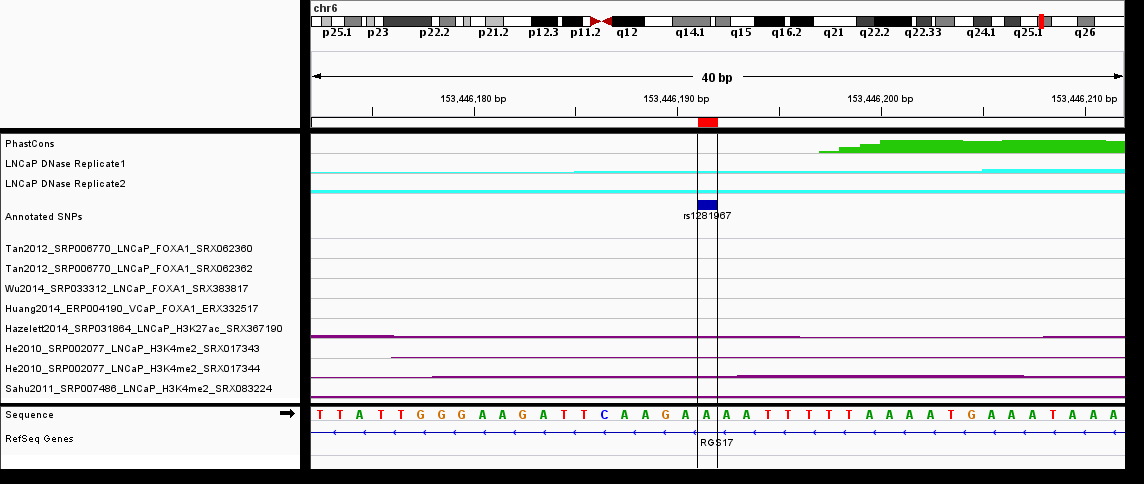 chr6
p25.1 p23 p22.2 p21.2 p12.3 p11.2 q12 q14.1 q15 q16.2 q21 q22.2 q22.33 q24.1 q25.1 q26
40 bp
153,446,180 bp 153,446,190 bp 153,446,200 bp 153,446,210 bp
PhastCons
LNCaP DNase Replicate1
LNCaP DNase Replicate2
Annotated SNPs
rs1281967
Tan2012_SRP006770_LNCaP_FOXA1_SRX062360
Tan2012_SRP006770_LNCaP_FOXA1_SRX062362
Wu2014_SRP033312_LNCaP_FOXA1_SRX383817
Huang2014_ERP004190_VCaP_FOXA1_ERX332517
Hazelett2014_SRP031864_LNCaP_H3K27ac_SRX367190
He2010_SRP002077_LNCaP_H3K4me2_SRX017343
He2010_SRP002077_LNCaP_H3K4me2_SRX017344
Sahu2011_SRP007486_LNCaP_H3K4me2_SRX083224
Sequence T T A T T G G G A A G A T T C A A G A A A A T T T T T A A A A T G A A A T A A A
RefSeq Genes
RGS17